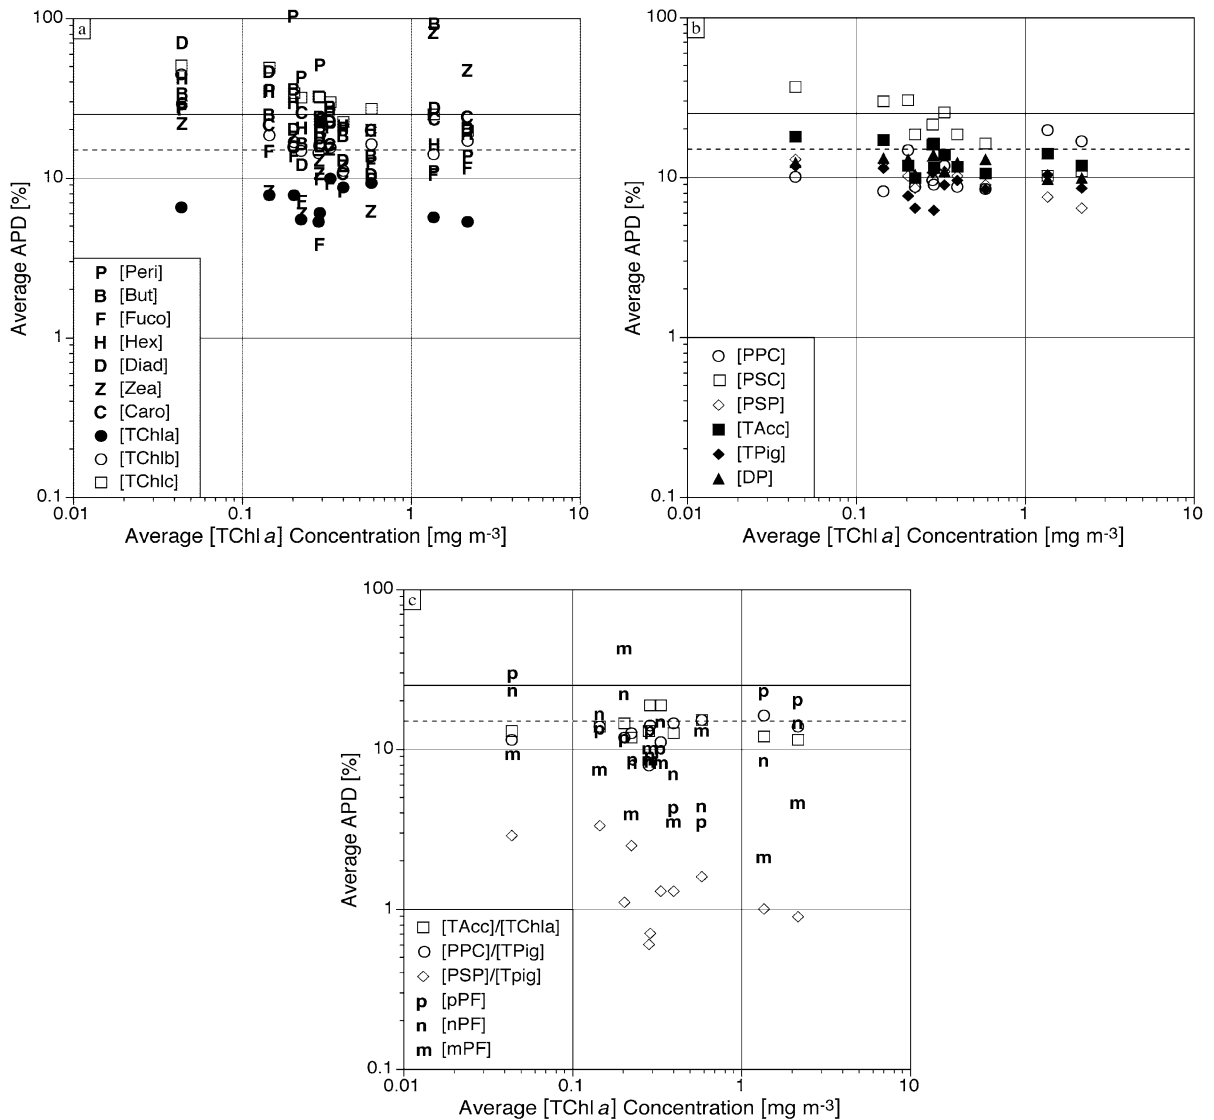 a
100
10
1
0.1
0.01
0.1
1
10
Average APD [%]
Average [TChl a] Concentration [mg m-3]
P [Peri]
B [But]
F [Fuco]
H [Hex]
D [Diad]
Z [Zea]
C [Caro]
[TChla]
[TChlb]
[TChlc]
b
100
10
1
0.1
0.01
0.1
1
10
Average APD [%]
Average [TChl a] Concentration [mg m-3]
[PPC]
[PSC]
[PSP]
[TAcc]
[TPig]
[DP]
c
100
10
1
0.1
0.01
0.1
1
10
Average APD [%]
Average [TChl a] Concentration [mg m-3]
[TAcc]/[TChla]
[PPC]/[TPig]
[PSP]/[Tpig]
p [pPF]
n [nPF]
m [mPF]